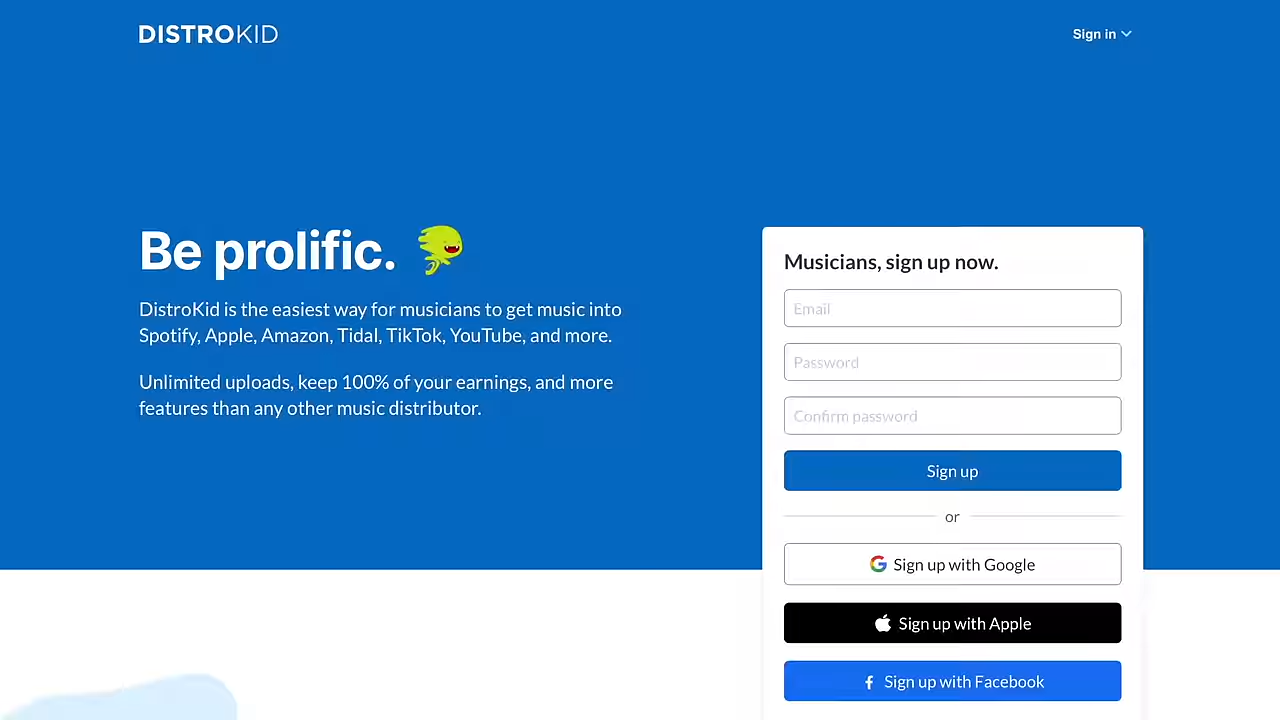 DISTROKID
Sign in
Be prolific.
DistroKid is the easiest way for musicians to get music into
Spotify, Apple, Amazon, Tidal, TikTok, YouTube, and more.
Unlimited uploads, keep 100% of your earnings, and more
features than any other music distributor.
Musicians, sign up now.
Email
Password
Confirm password
Sign up
or
Sign up with Google
Sign up with Apple
Sign up with Facebook